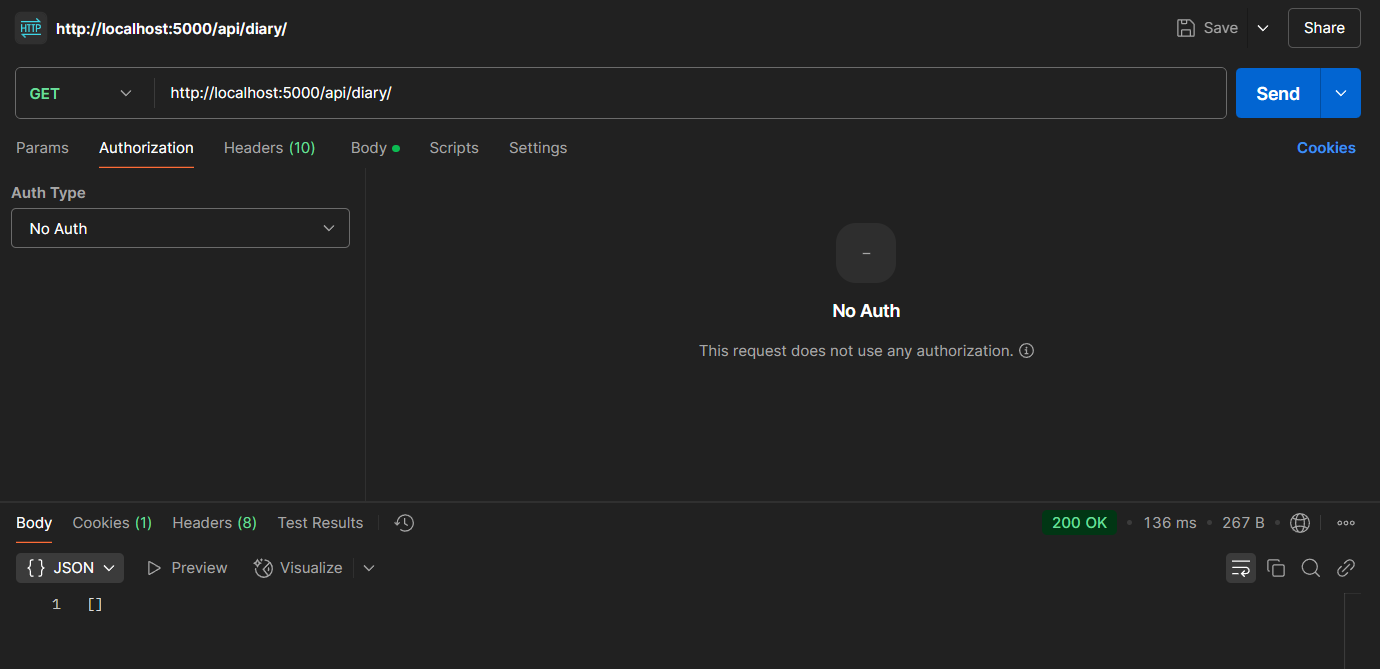 HTTP http://localhost:5000/api/diary/ Save Share
GET http://localhost:5000/api/diary/ Send
Params Authorization Headers (10) Body Scripts Settings Cookies
Auth Type
No Auth
-
No Auth
This request does not use any authorization.
Body Cookies (1) Headers (8) Test Results 200 OK • 136 ms • 267 B •
{} JSON Preview Visualize
1 []